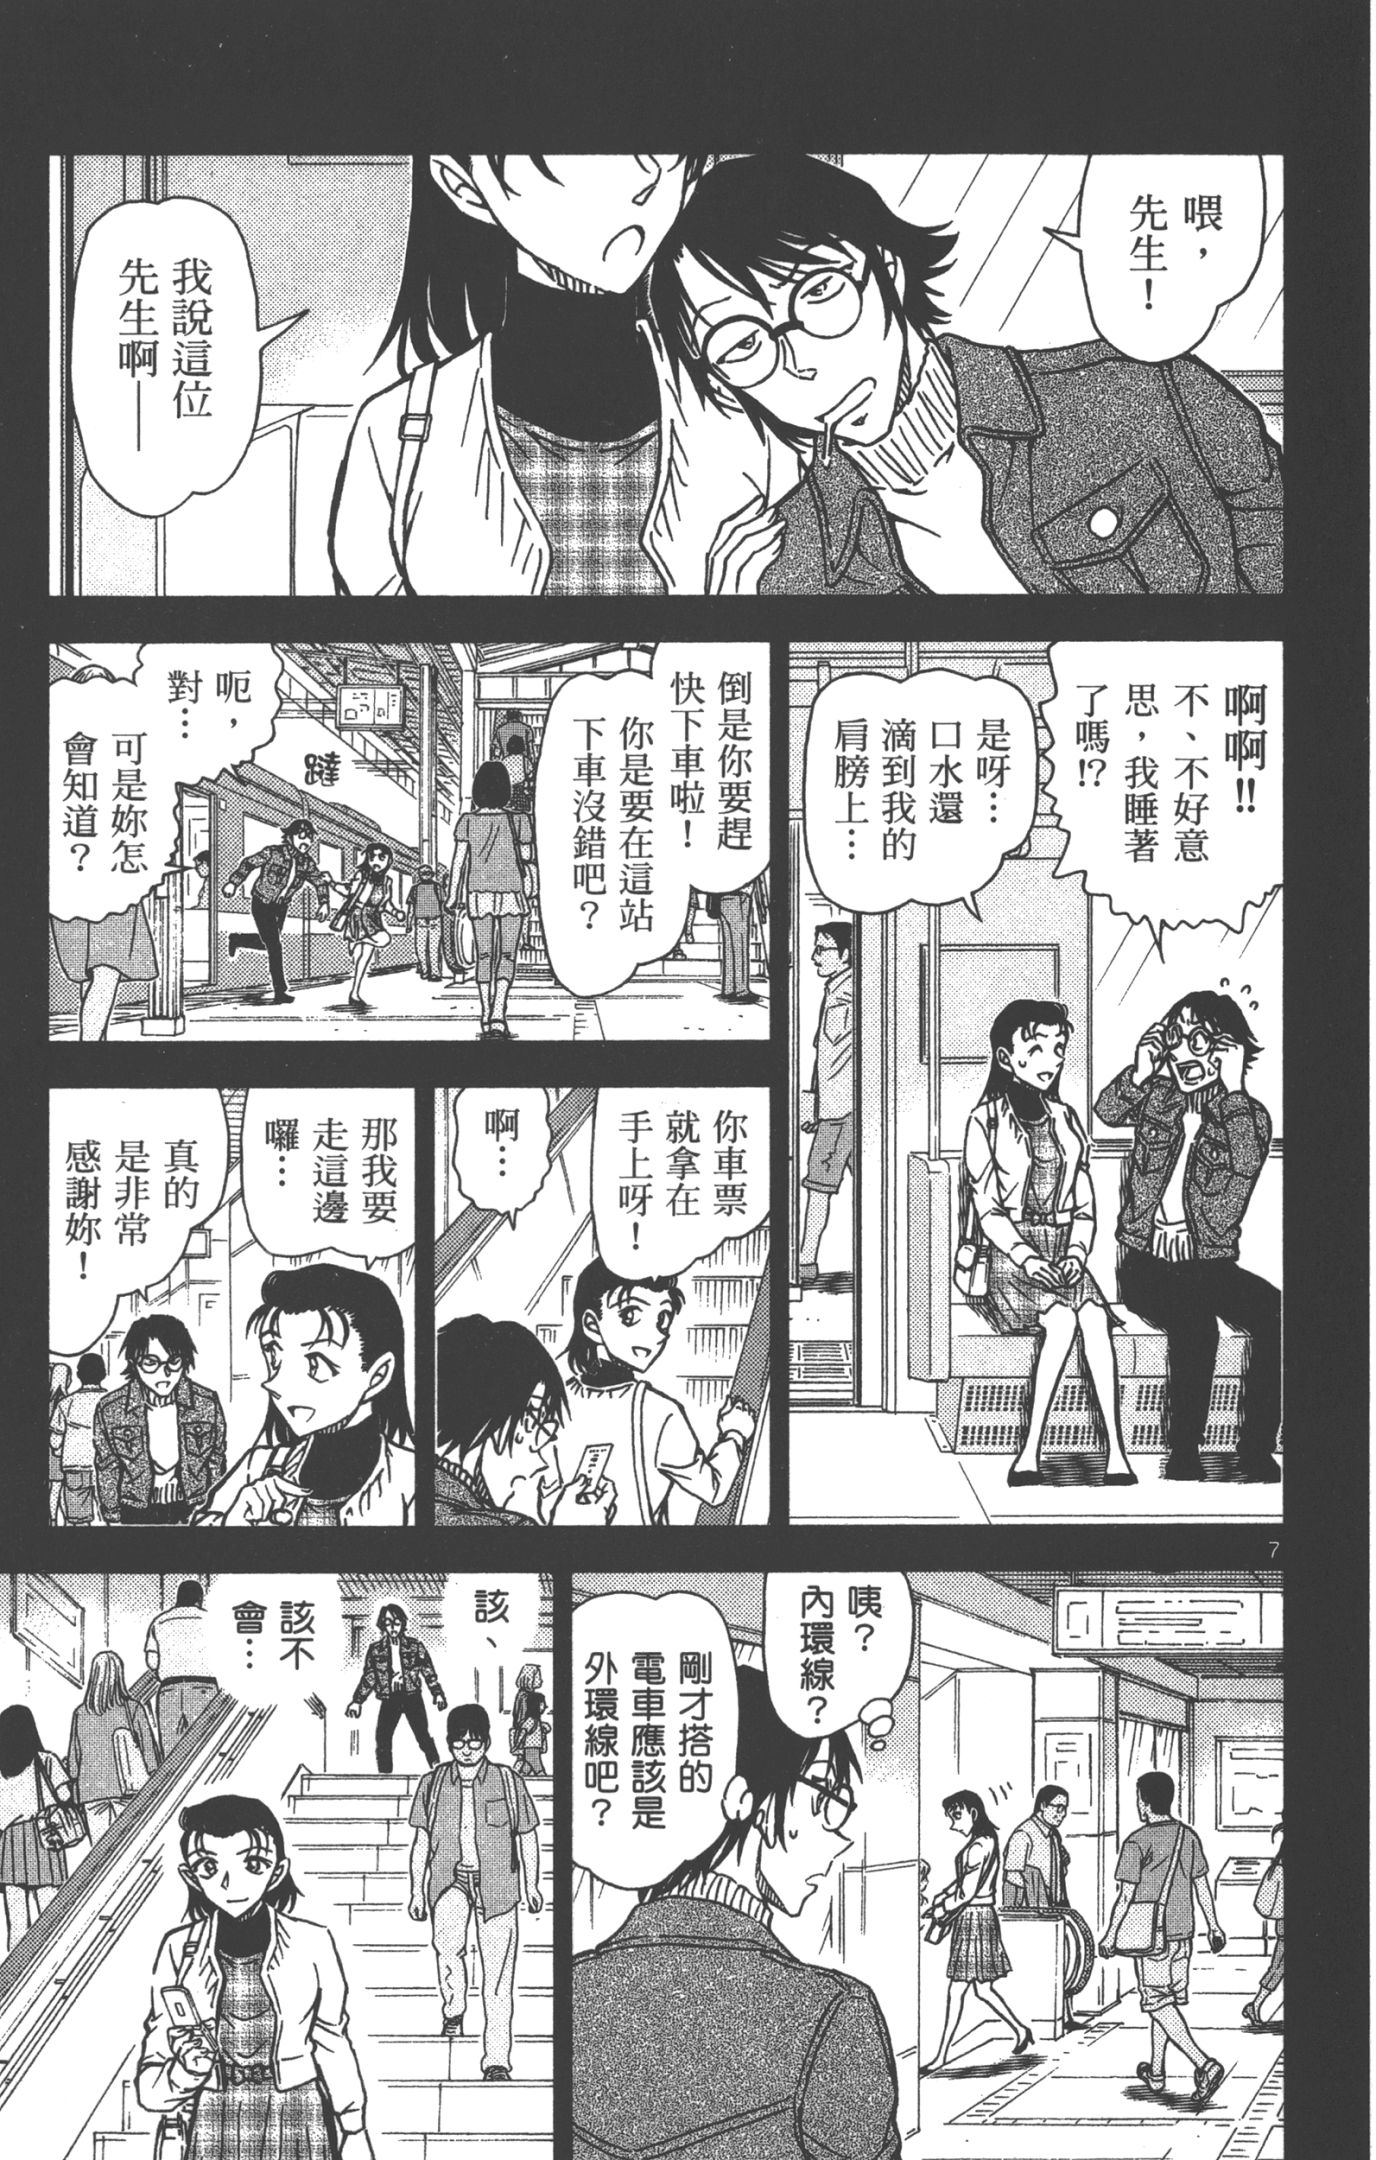 喂，
先生！
我說這位
先生啊——
啊啊!!
不、不好意
思，我睡著
了嗎!?
是呀…
口水還
滴到我的
肩膀上…
倒是你要趕
快下車啦！
你是要在這站
下車沒錯吧？
躂
呃，
對…
可是妳怎
會知道？
你車票
就拿在
手上呀！
啊…
那我要
走這邊
囉…
真的
是非常
感謝妳！
7
咦？
內環線？
剛才搭的
電車應該是
外環線吧？
該、
該不
會…